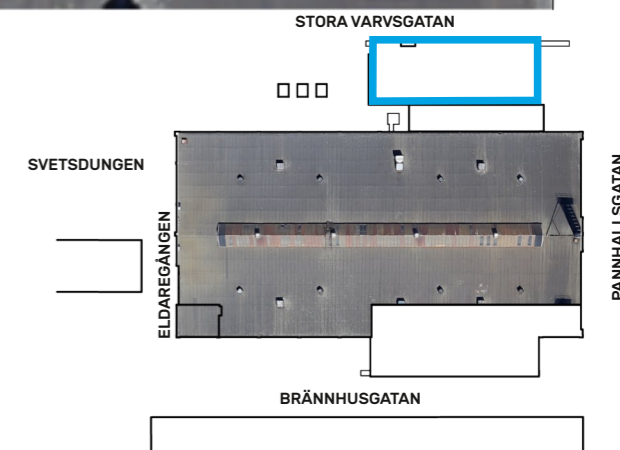 STORA VARVSGATAN
SVETSDUNGEN
ELDAREGÅNGEN
PANNHALLSGATAN
BRÄNNHUSGATAN